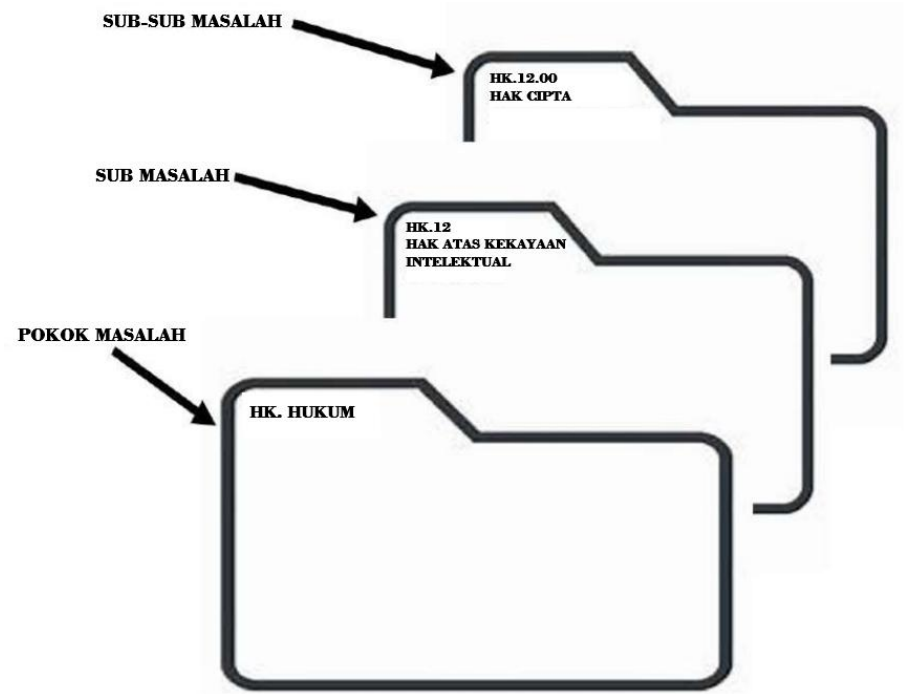 SUB-SUB MASALAH
HK.12.00
HAK CIPTA
SUB MASALAH
HK.12
HAK ATAS KEKAYAAN
INTELEKTUAL
POKOK MASALAH
HK. HUKUM